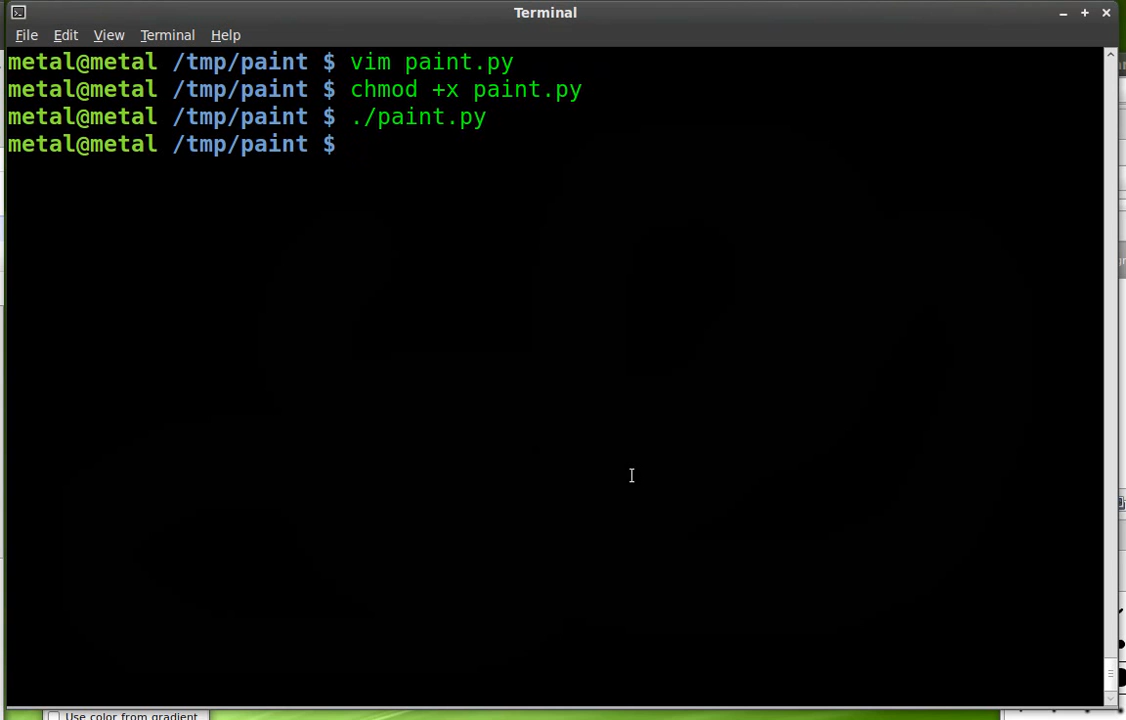 Terminal
File Edit View Terminal Help
metal@metal /tmp/paint $ vim paint.py
metal@metal /tmp/paint $ chmod +x paint.py
metal@metal /tmp/paint $ ./paint.py
metal@metal /tmp/paint $
Use color from gradient